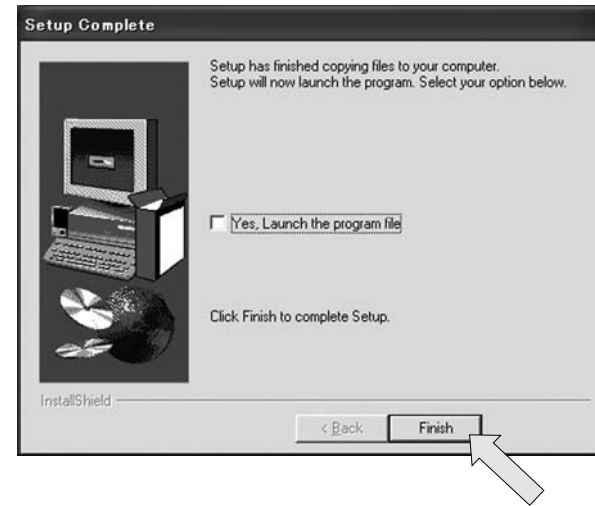 Setup Complete
Setup has finished copying files to your computer.
Setup will now launch the program. Select your option below.
Yes, Launch the program file
Click Finish to complete Setup.
InstallShield
< Back
Finish